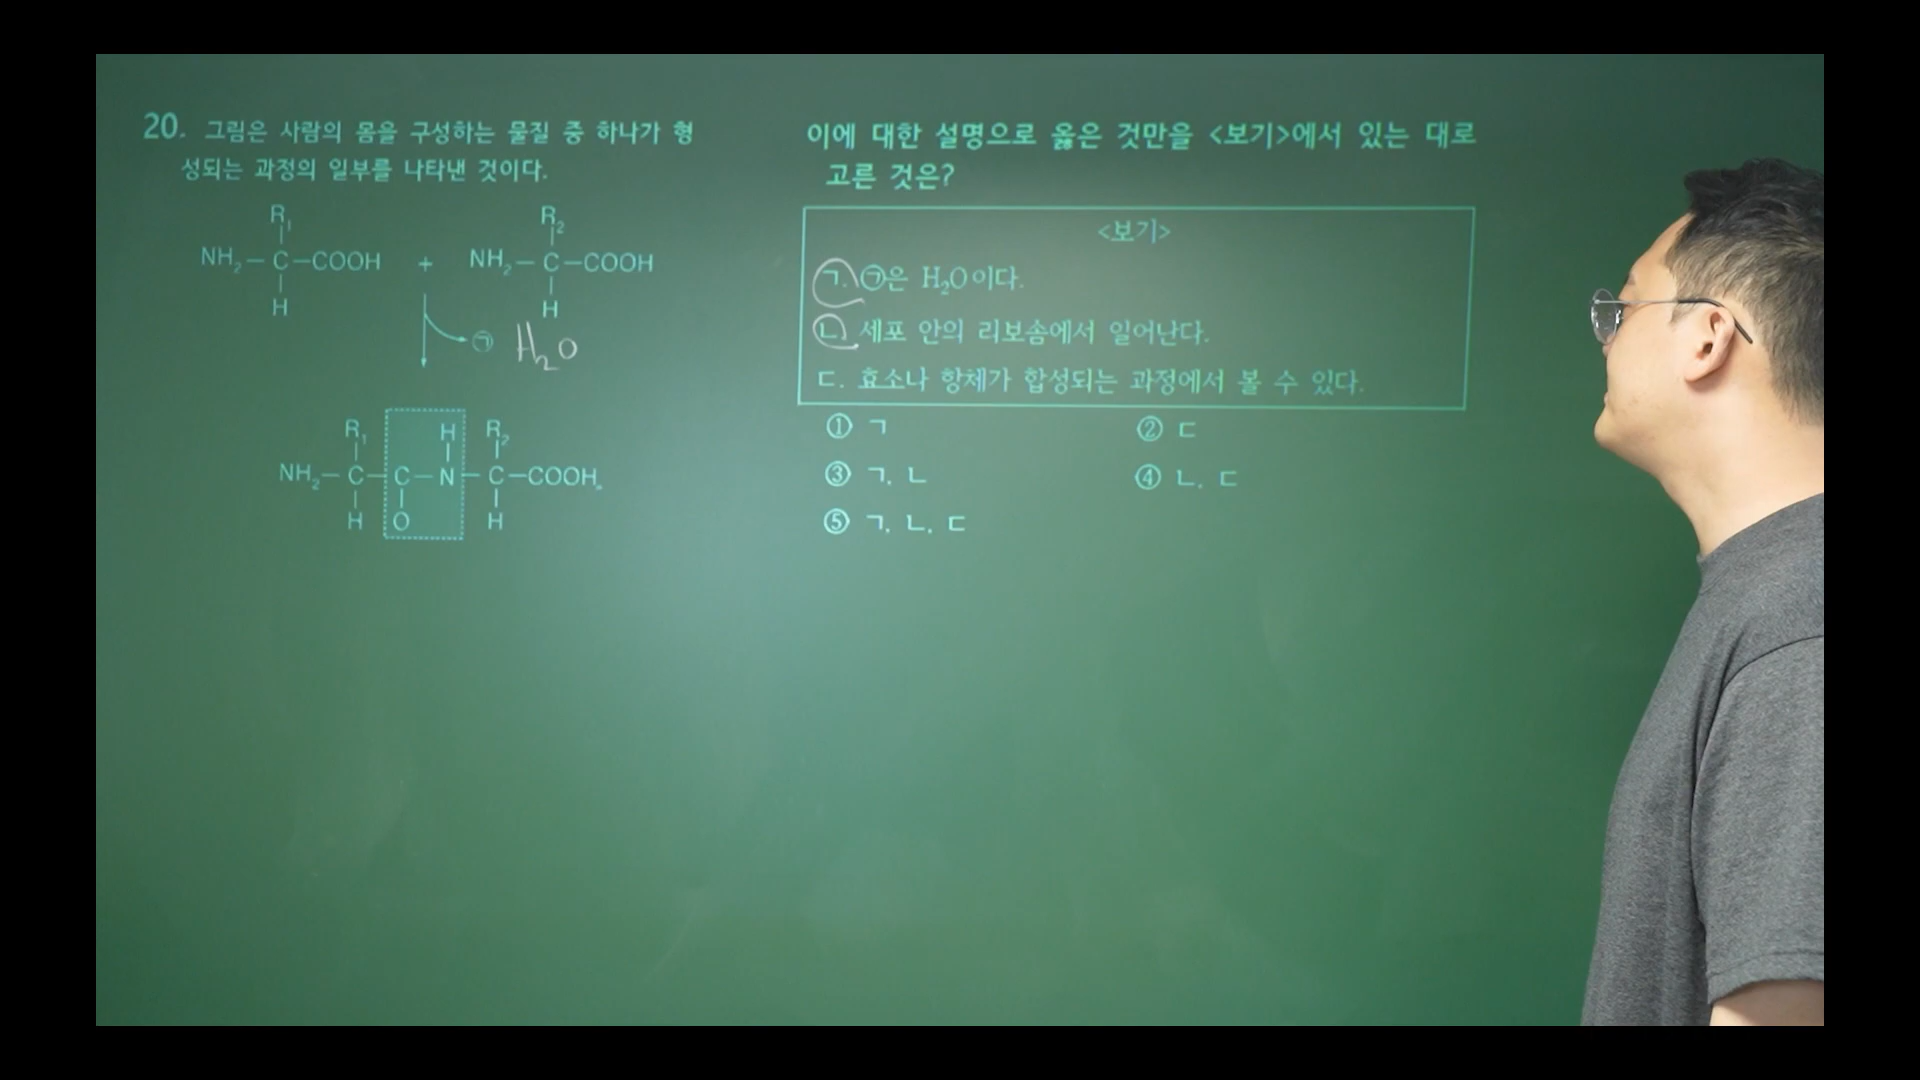 20. 그림은 사람의 몸을 구성하는 물질 중 하나가 형
성되는 과정의 일부를 나타낸 것이다.
R₁ R₂
NH₂－C－COOH + NH₂－C－COOH
H H
㉠ H₂O
R₁ H R₂
NH₂－C－C－N－C－COOH
H O H
이에 대한 설명으로 옳은 것만을 <보기>에서 있는 대로
고른 것은?
<보기>
ㄱ. ㉠은 H₂O이다.
ㄴ. 세포 안의 리보솜에서 일어난다.
ㄷ. 효소나 항체가 합성되는 과정에서 볼 수 있다.
① ㄱ ② ㄷ
③ ㄱ, ㄴ ④ ㄴ, ㄷ
⑤ ㄱ, ㄴ, ㄷ